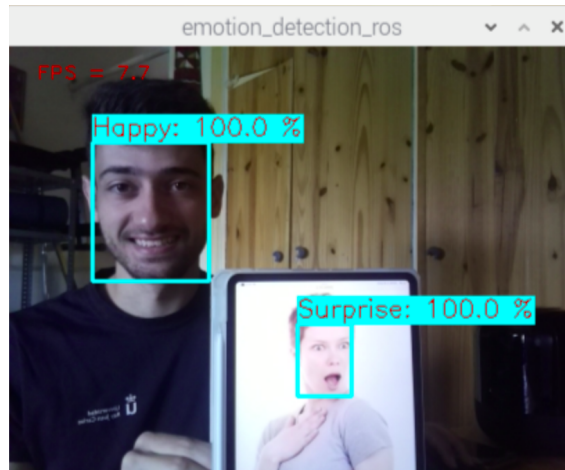 emotion_detection_ros
FPS = 7.7
Happy: 100.0 %
Surprise: 100.0 %